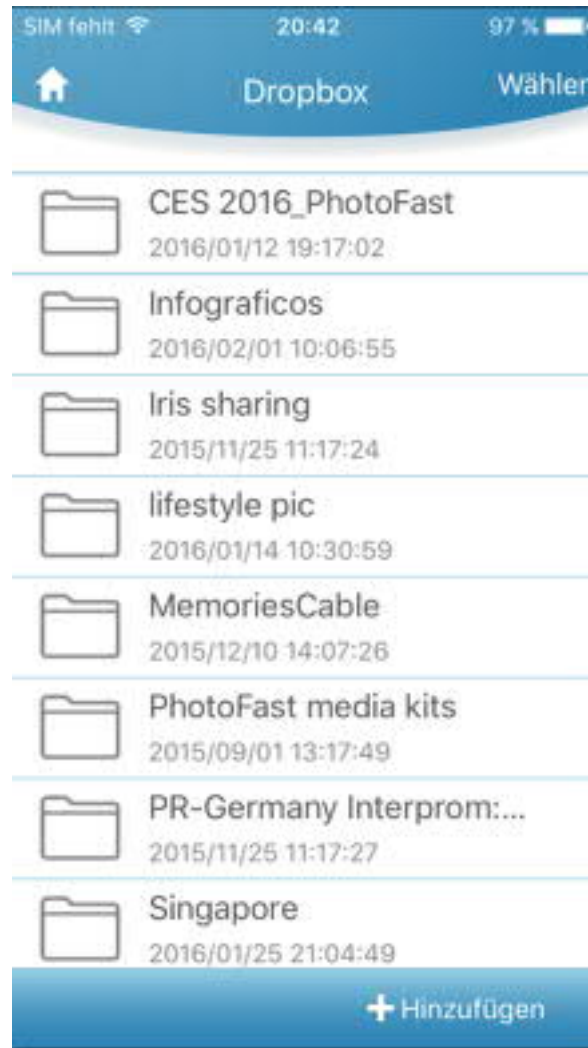 SIM fehlt 20:42 97 %
Dropbox Wählen
CES 2016_PhotoFast
2016/01/12 19:17:02
Infograficos
2016/02/01 10:06:55
Iris sharing
2015/11/25 11:17:24
lifestyle pic
2016/01/14 10:30:59
MemoriesCable
2015/12/10 14:07:26
PhotoFast media kits
2015/09/01 13:17:49
PR-Germany Interprom:...
2015/11/25 11:17:27
Singapore
2016/01/25 21:04:49
Hinzufügen